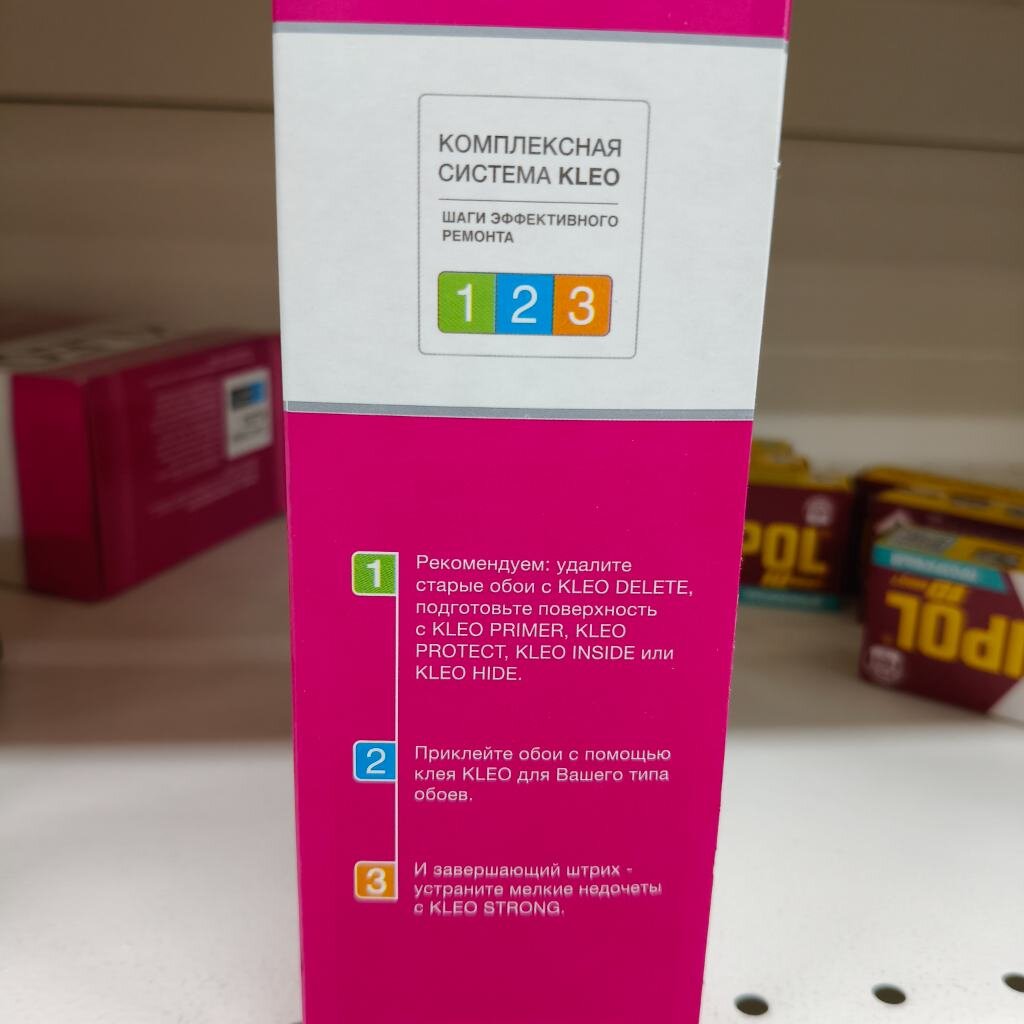 КОМПЛЕКСНАЯ
СИСТЕМА KLEO
ШАГИ ЭФФЕКТИВНОГО
РЕМОНТА
1 2 3
1
Рекомендуем: удалите
старые обои с KLEO DELETE,
подготовьте поверхность
с KLEO PRIMER, KLEO
PROTECT, KLEO INSIDE или
KLEO HIDE.
2
Приклейте обои с помощью
клея KLEO для Вашего типа
обоев.
3
И завершающий штрих -
устраните мелкие недочеты
с KLEO STRONG.
POL
IPOL